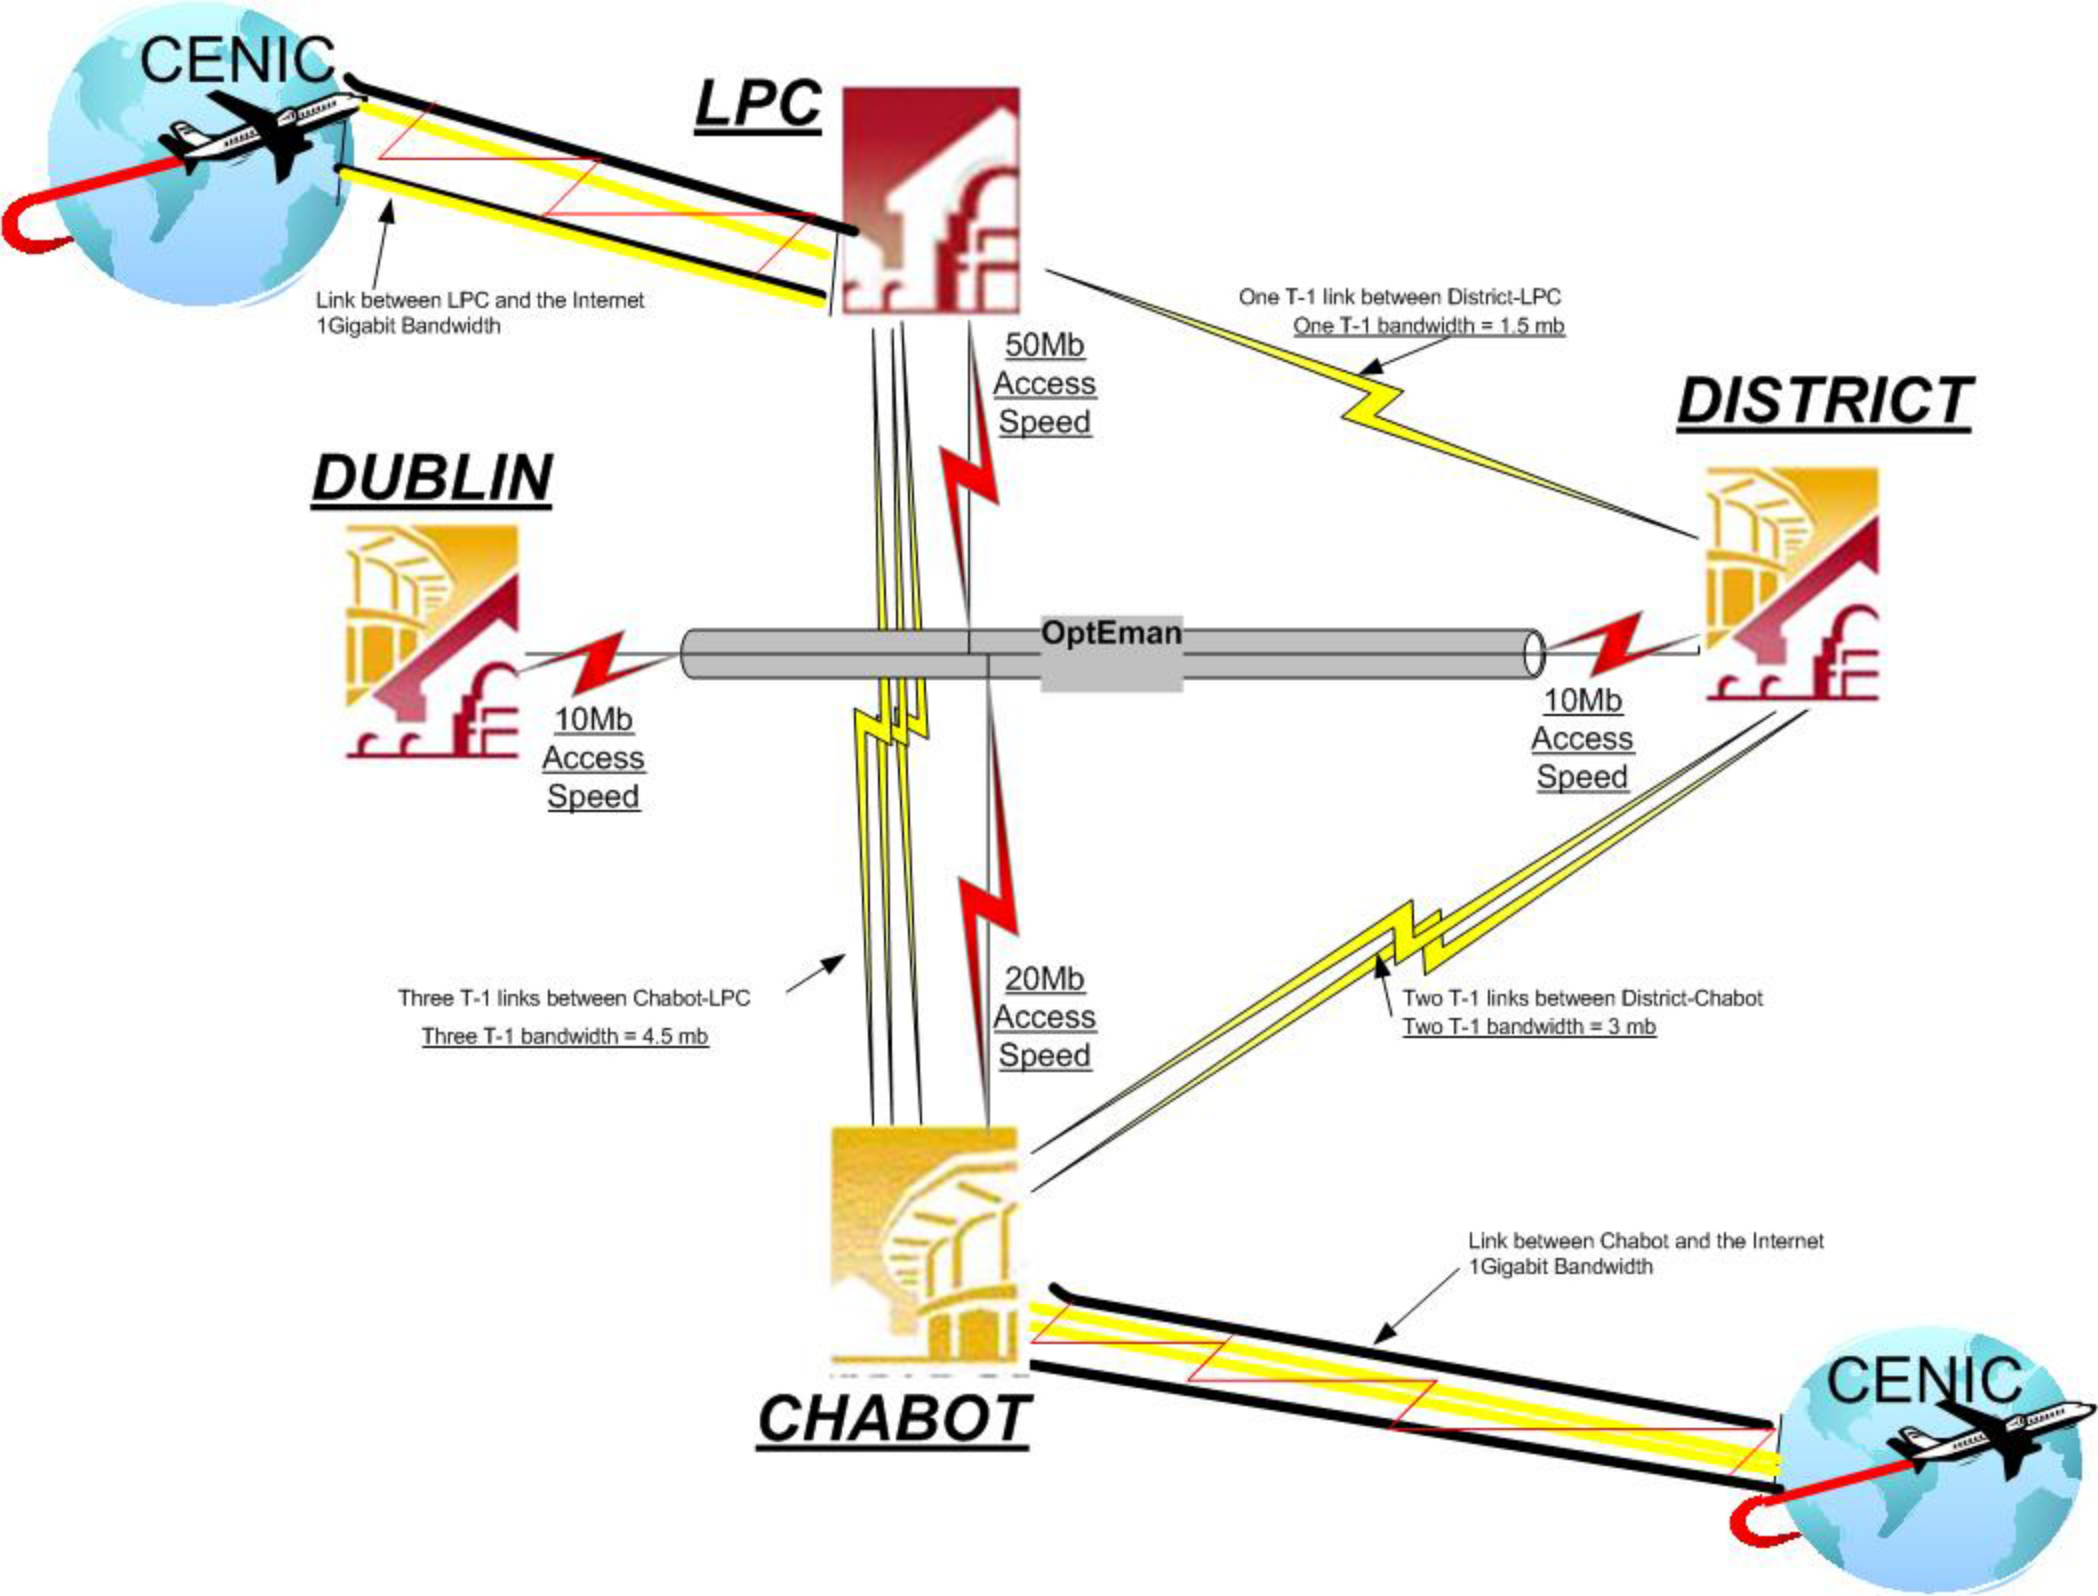 CENIC
LPC
Link between LPC and the Internet
1Gigabit Bandwidth
One T-1 link between District-LPC
One T-1 bandwidth = 1.5 mb
50Mb
Access
Speed
DISTRICT
DUBLIN
OptEman
10Mb
Access
Speed
10Mb
Access
Speed
Three T-1 links between Chabot-LPC
Three T-1 bandwidth = 4.5 mb
20Mb
Access
Speed
Two T-1 links between District-Chabot
Two T-1 bandwidth = 3 mb
Link between Chabot and the Internet
1Gigabit Bandwidth
CHABOT
CENIC